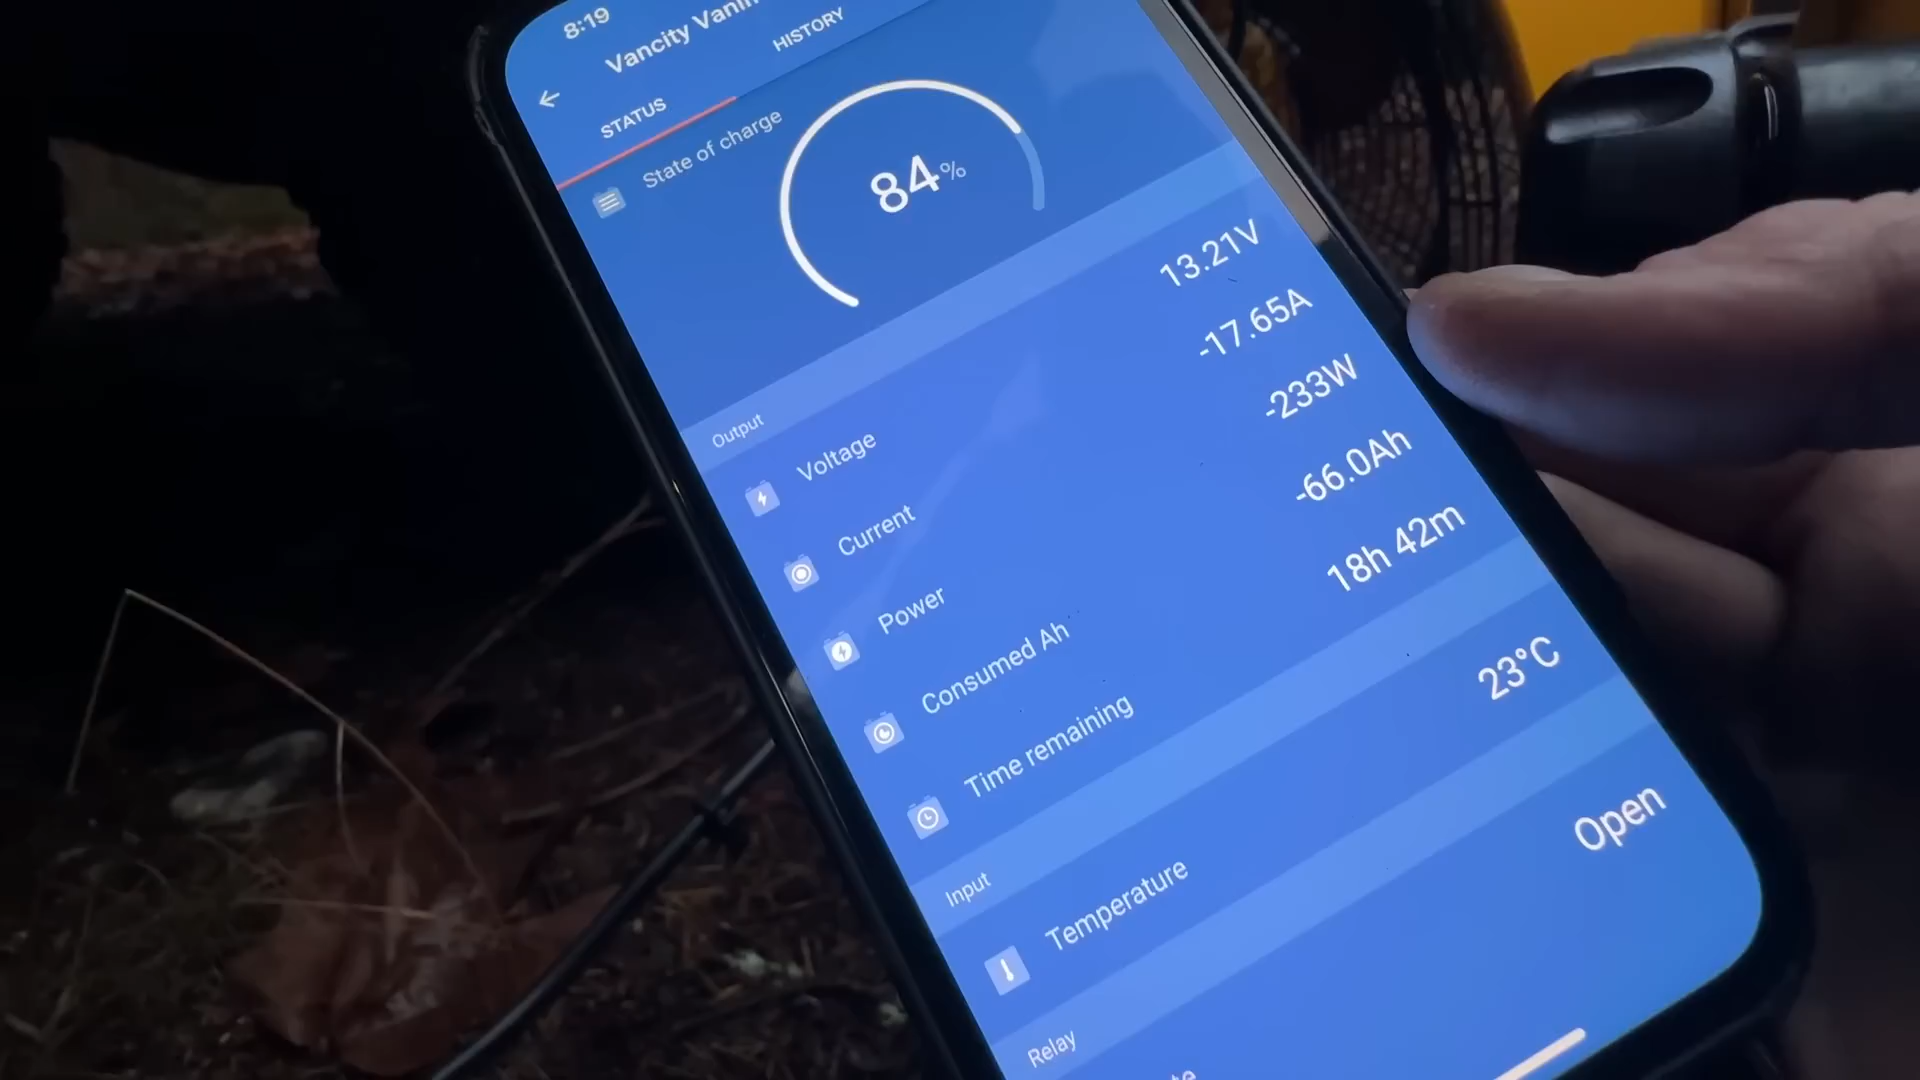 8:19
Vancity
STATUS
HISTORY
State of charge
84%
Output
Voltage 13.21V
Current -17.65A
Power -233W
Consumed Ah -66.0Ah
Time remaining 18h 42m
Input
Temperature 23°C
Relay
Open